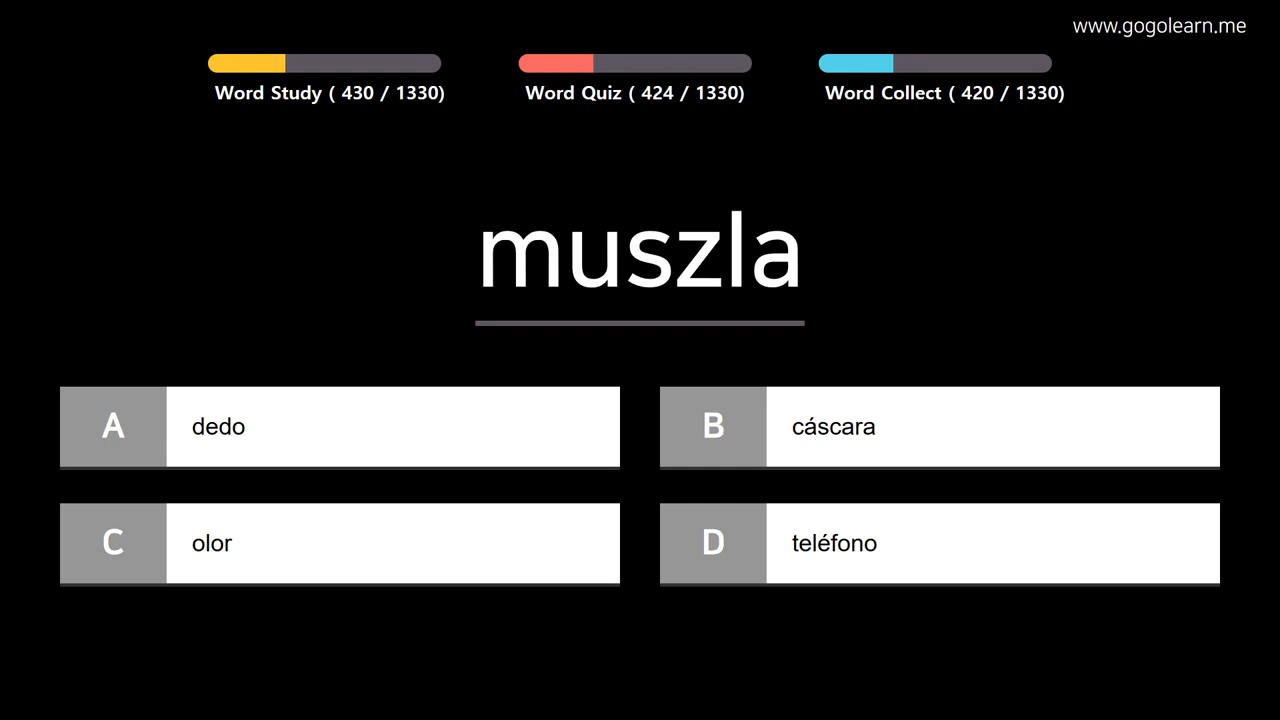 www.gogolearn.me
Word Study ( 430 / 1330)
Word Quiz ( 424 / 1330)
Word Collect ( 420 / 1330)
muszla
A dedo
B cáscara
C olor
D teléfono